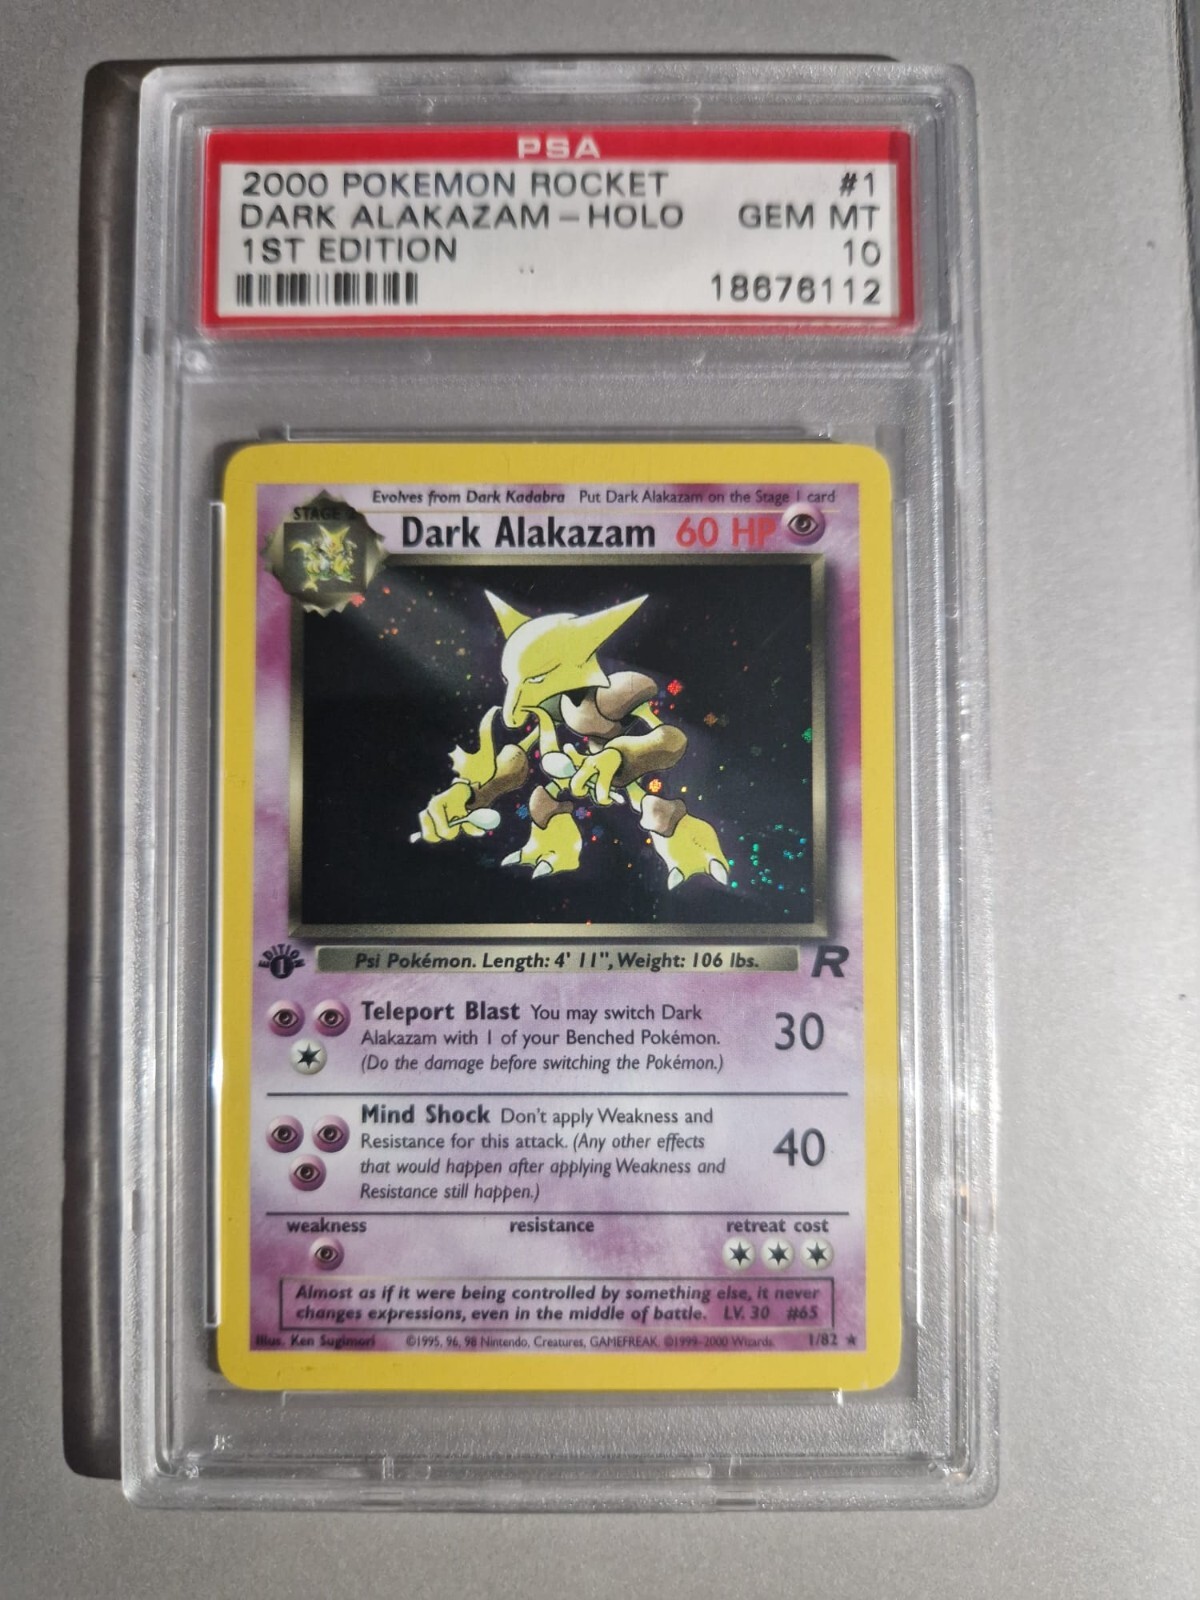 PSA
2000 POKEMON ROCKET #1
DARK ALAKAZAM-HOLO GEM MT
1ST EDITION 10
18676112
Evolves from Dark Kadabra Put Dark Alakazam on the Stage 1 card
STAGE 2
Dark Alakazam 60 HP
EDITION
1
Psi Pokémon. Length: 4' 11", Weight: 106 lbs. R
Teleport Blast You may switch Dark
Alakazam with 1 of your Benched Pokémon.
(Do the damage before switching the Pokémon.)
30
Mind Shock Don't apply Weakness and
Resistance for this attack. (Any other effects
that would happen after applying Weakness and
Resistance still happen.)
40
weakness resistance retreat cost
Almost as if it were being controlled by something else, it never
changes expressions, even in the middle of battle. LV. 30 #65
Illus. Ken Sugimori ©1995, 96, 98 Nintendo, Creatures, GAMEFREAK. ©1999-2000 Wizards. 1/82 ★